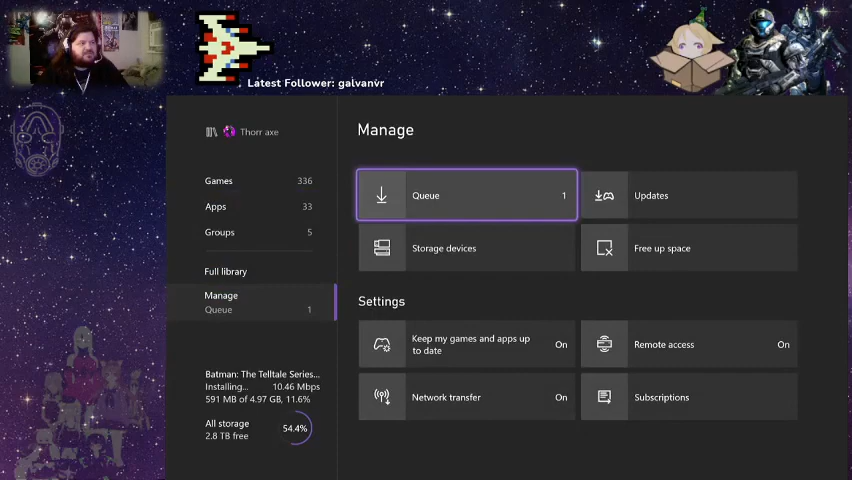 Latest Follower: galvanvr
Thorr axe
Games 336
Apps 33
Groups 5
Full library
Manage
Queue 1
Batman: The Telltale Series...
Installing... 10.46 Mbps
591 MB of 4.97 GB, 11.6%
All storage
2.8 TB free
54.4%
Manage
Queue 1
Updates
Storage devices
Free up space
Settings
Keep my games and apps up
to date
On
Remote access On
Network transfer On
Subscriptions